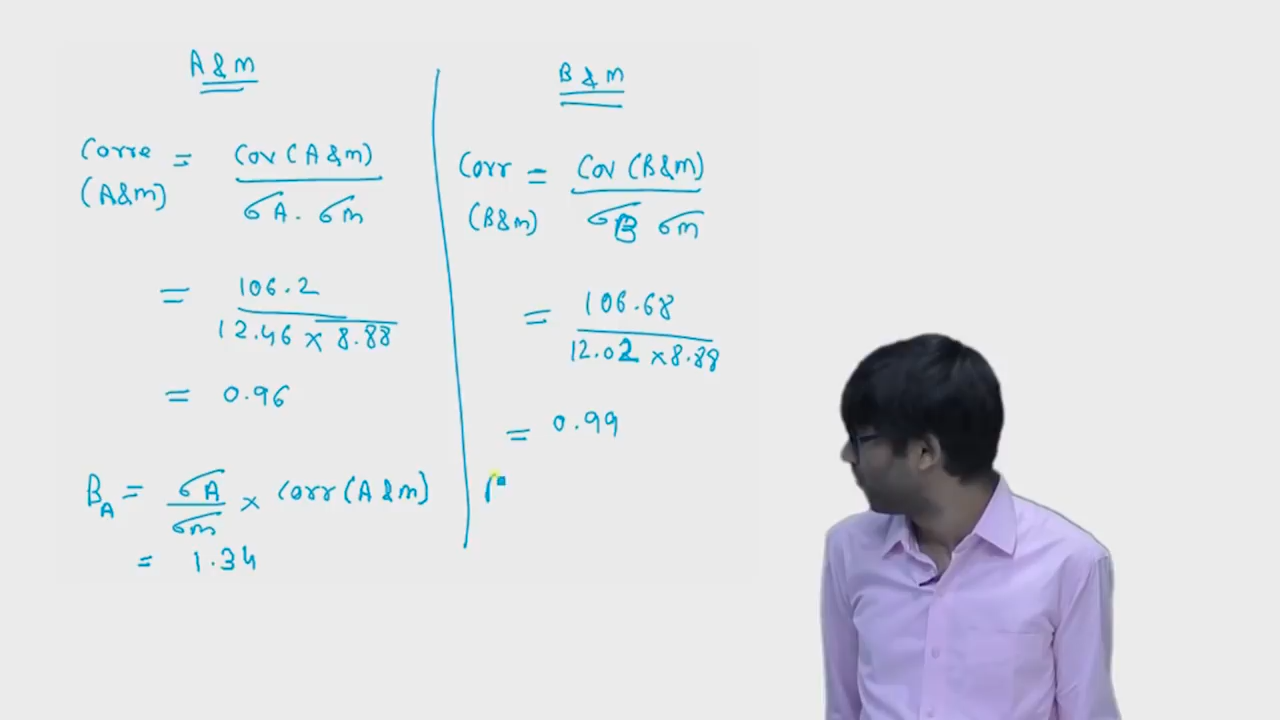 A & m
Corre (A&m) = Cov (A & m) / σA . σm
= 106.2 / 12.46 × 8.88
= 0.96
BA = σA / σm × Corr (A & m)
= 1.34
B & m
Corr (B&m) = Cov (B&m) / σB σm
= 106.68 / 12.02 × 8.88
= 0.99